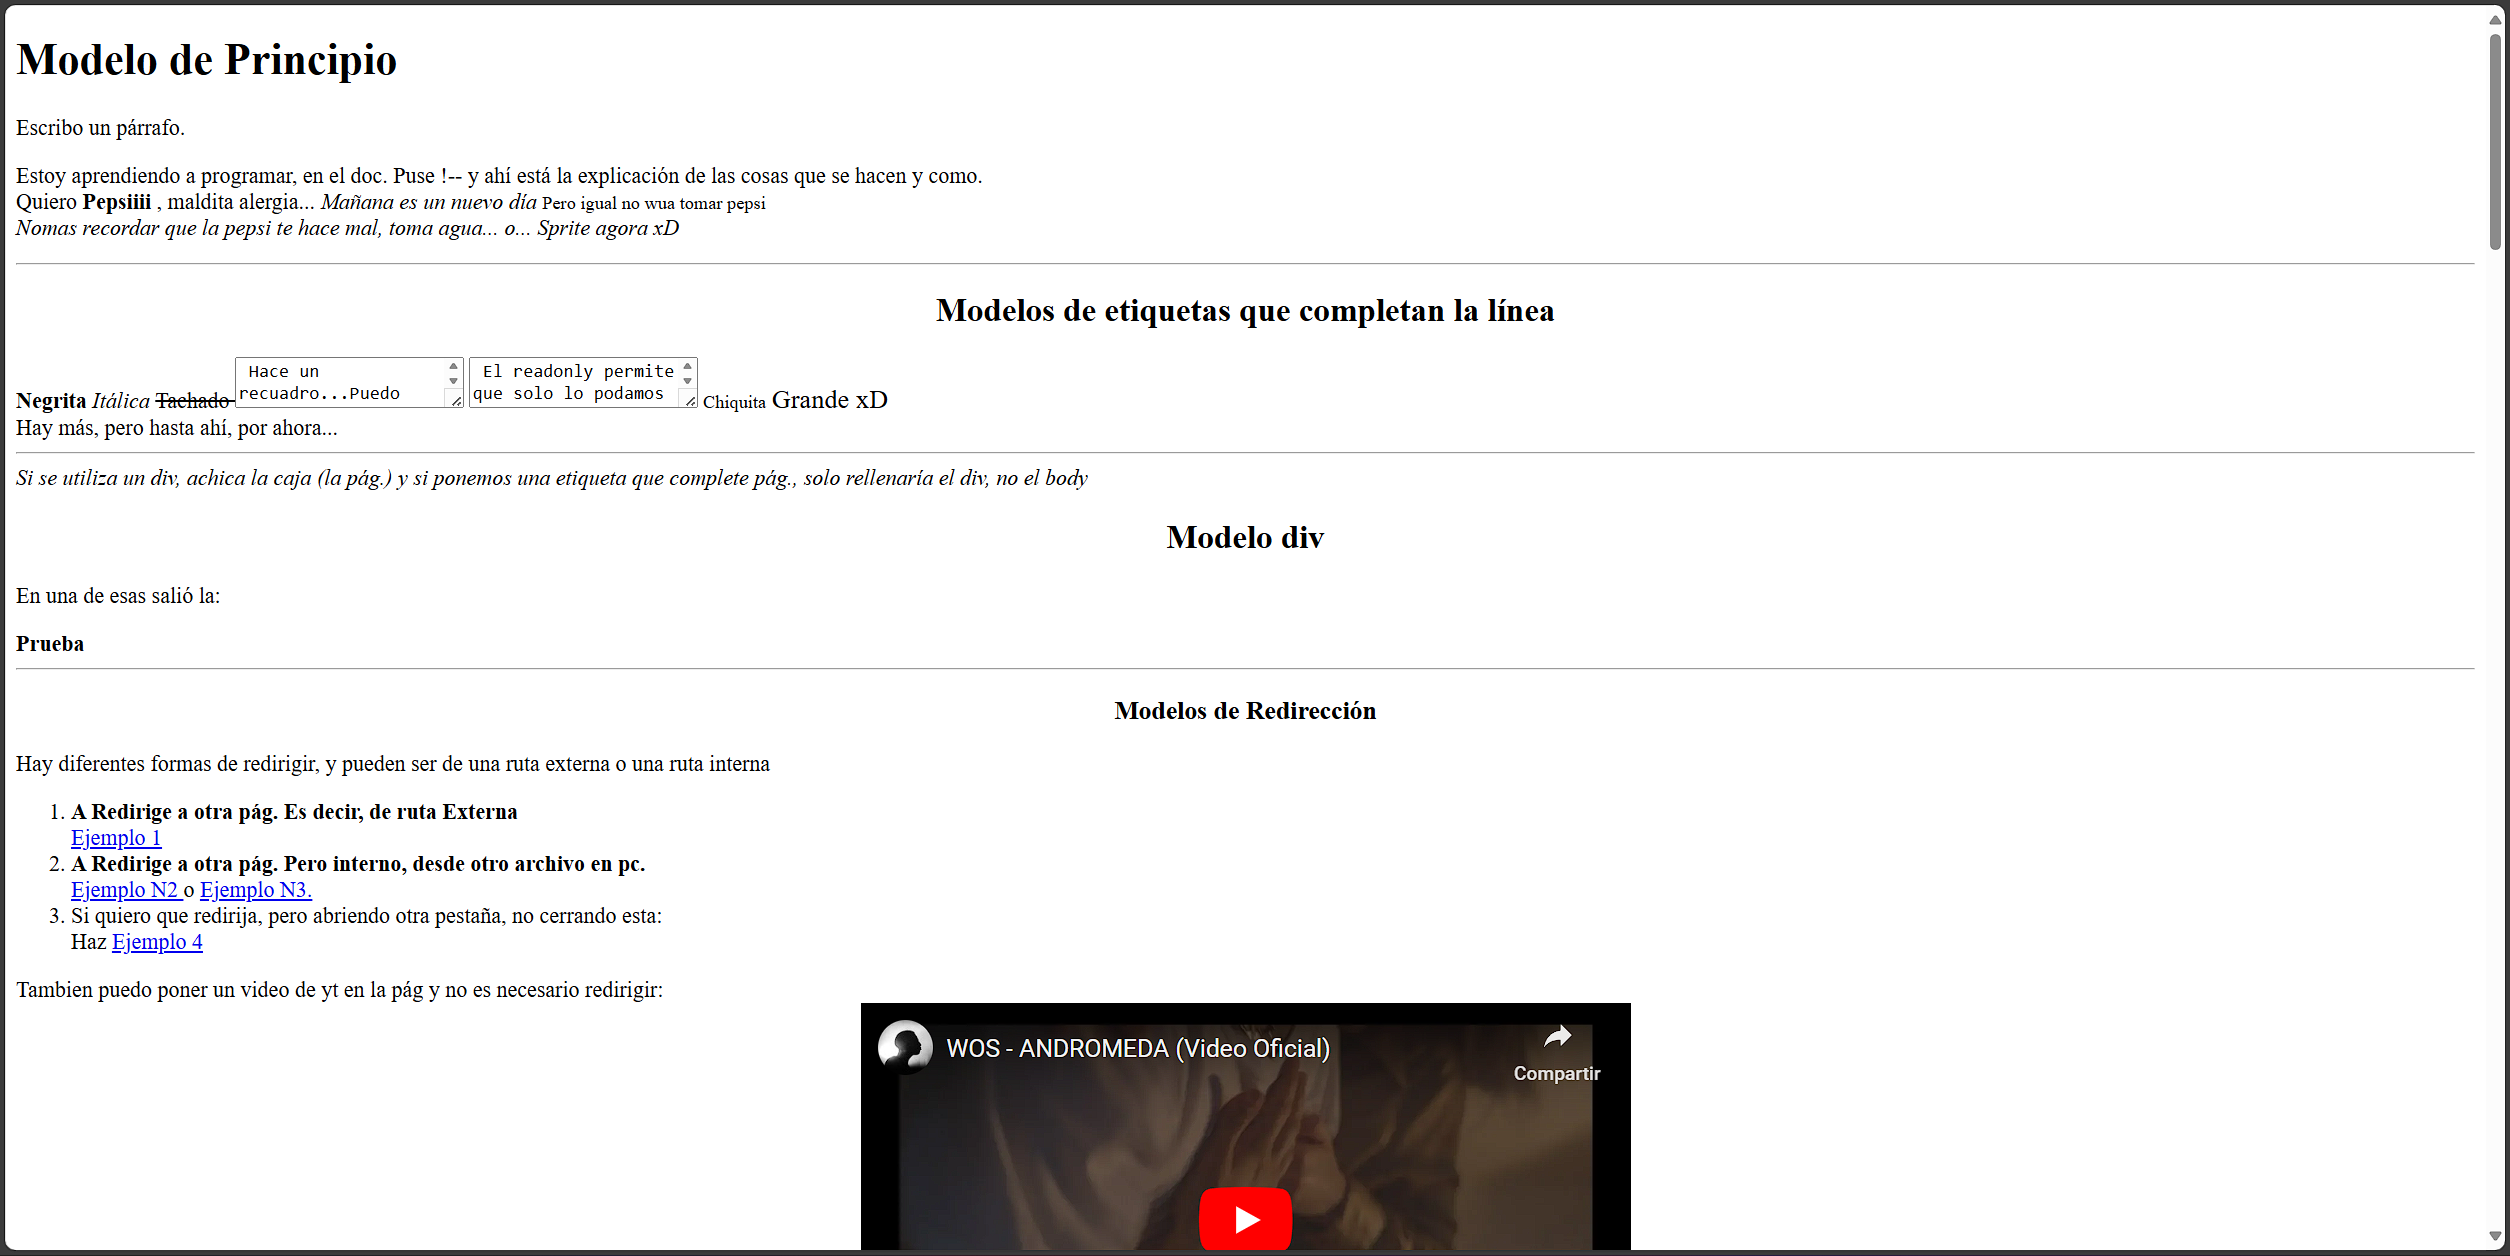 Modelo de Principio
Escribo un párrafo.
Estoy aprendiendo a programar, en el doc. Puse !-- y ahí está la explicación de las cosas que se hacen y como.
Quiero Pepsiiii , maldita alergia... Mañana es un nuevo día Pero igual no wua tomar pepsi
Nomas recordar que la pepsi te hace mal, toma agua... o... Sprite agora xD
Modelos de etiquetas que completan la línea
Negrita Itálica Tachado Hace un recuadro...Puedo El readonly permite que solo lo podamos Chiquita Grande xD
Hay más, pero hasta ahí, por ahora...
Si se utiliza un div, achica la caja (la pág.) y si ponemos una etiqueta que complete pág., solo rellenaría el div, no el body
Modelo div
En una de esas salió la:
Prueba
Modelos de Redirección
Hay diferentes formas de redirigir, y pueden ser de una ruta externa o una ruta interna
1. A Redirige a otra pág. Es decir, de ruta Externa
Ejemplo 1
2. A Redirige a otra pág. Pero interno, desde otro archivo en pc.
Ejemplo N2 o Ejemplo N3.
3. Si quiero que redirija, pero abriendo otra pestaña, no cerrando esta:
Haz Ejemplo 4
Tambien puedo poner un video de yt en la pág y no es necesario redirigir:
WOS - ANDROMEDA (Video Oficial)
Compartir